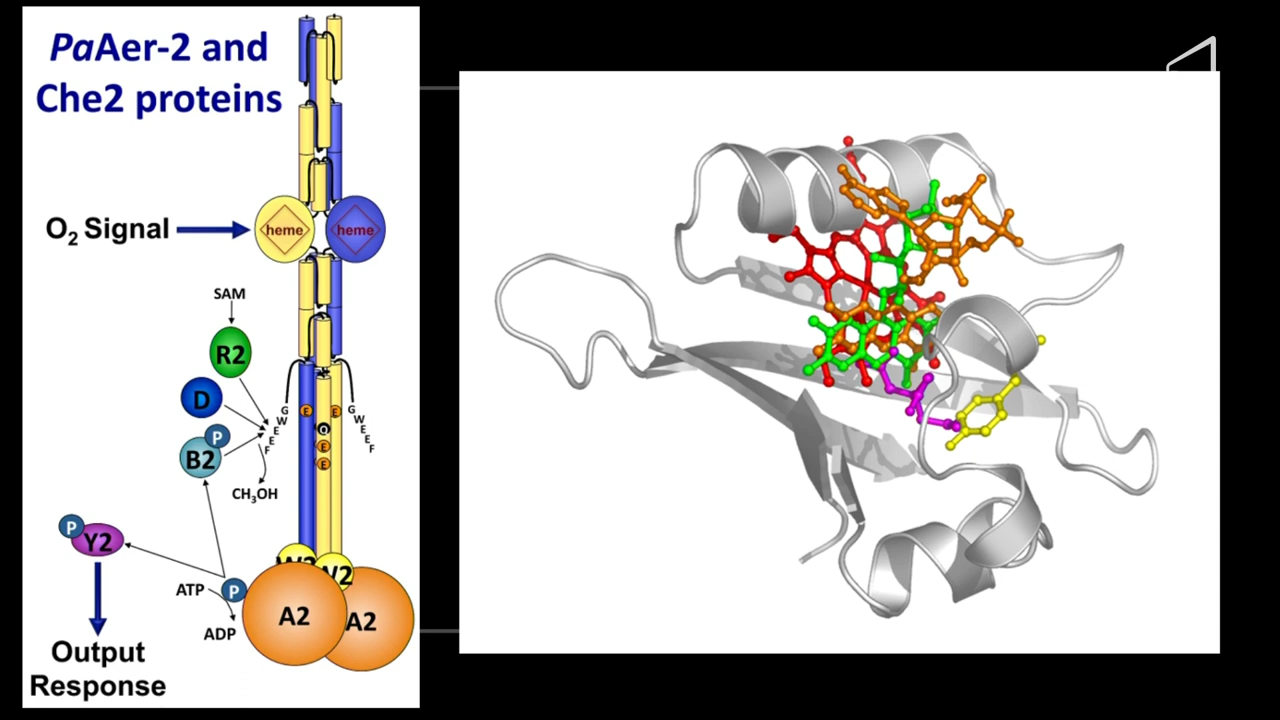 PaAer-2 and
Che2 proteins
O₂ Signal
heme
heme
SAM
R2
D
P
B2
G
W
E
E
F
E
E
Q
E
E
G
W
E
E
F
CH₃OH
P
Y2
ATP
P
ADP
W2
A2
A2
Output
Response